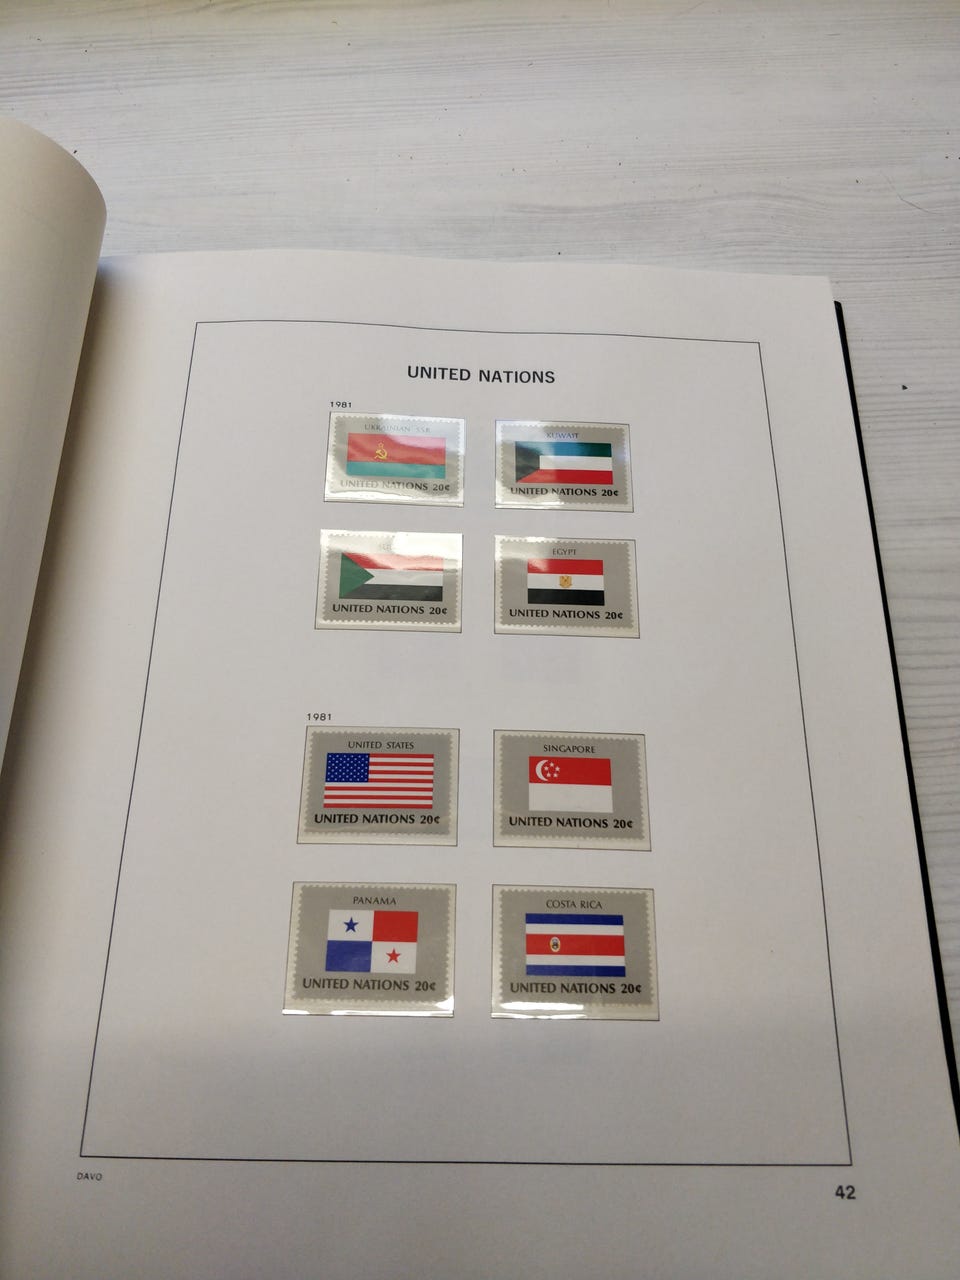 UNITED NATIONS
1981
UKRAINIAN SSR
UNITED NATIONS 20¢
KUWAIT
UNITED NATIONS 20¢
UNITED NATIONS 20¢
EGYPT
UNITED NATIONS 20¢
1981
UNITED STATES
UNITED NATIONS 20¢
SINGAPORE
UNITED NATIONS 20¢
PANAMA
UNITED NATIONS 20¢
COSTA RICA
UNITED NATIONS 20¢
DAVO
42